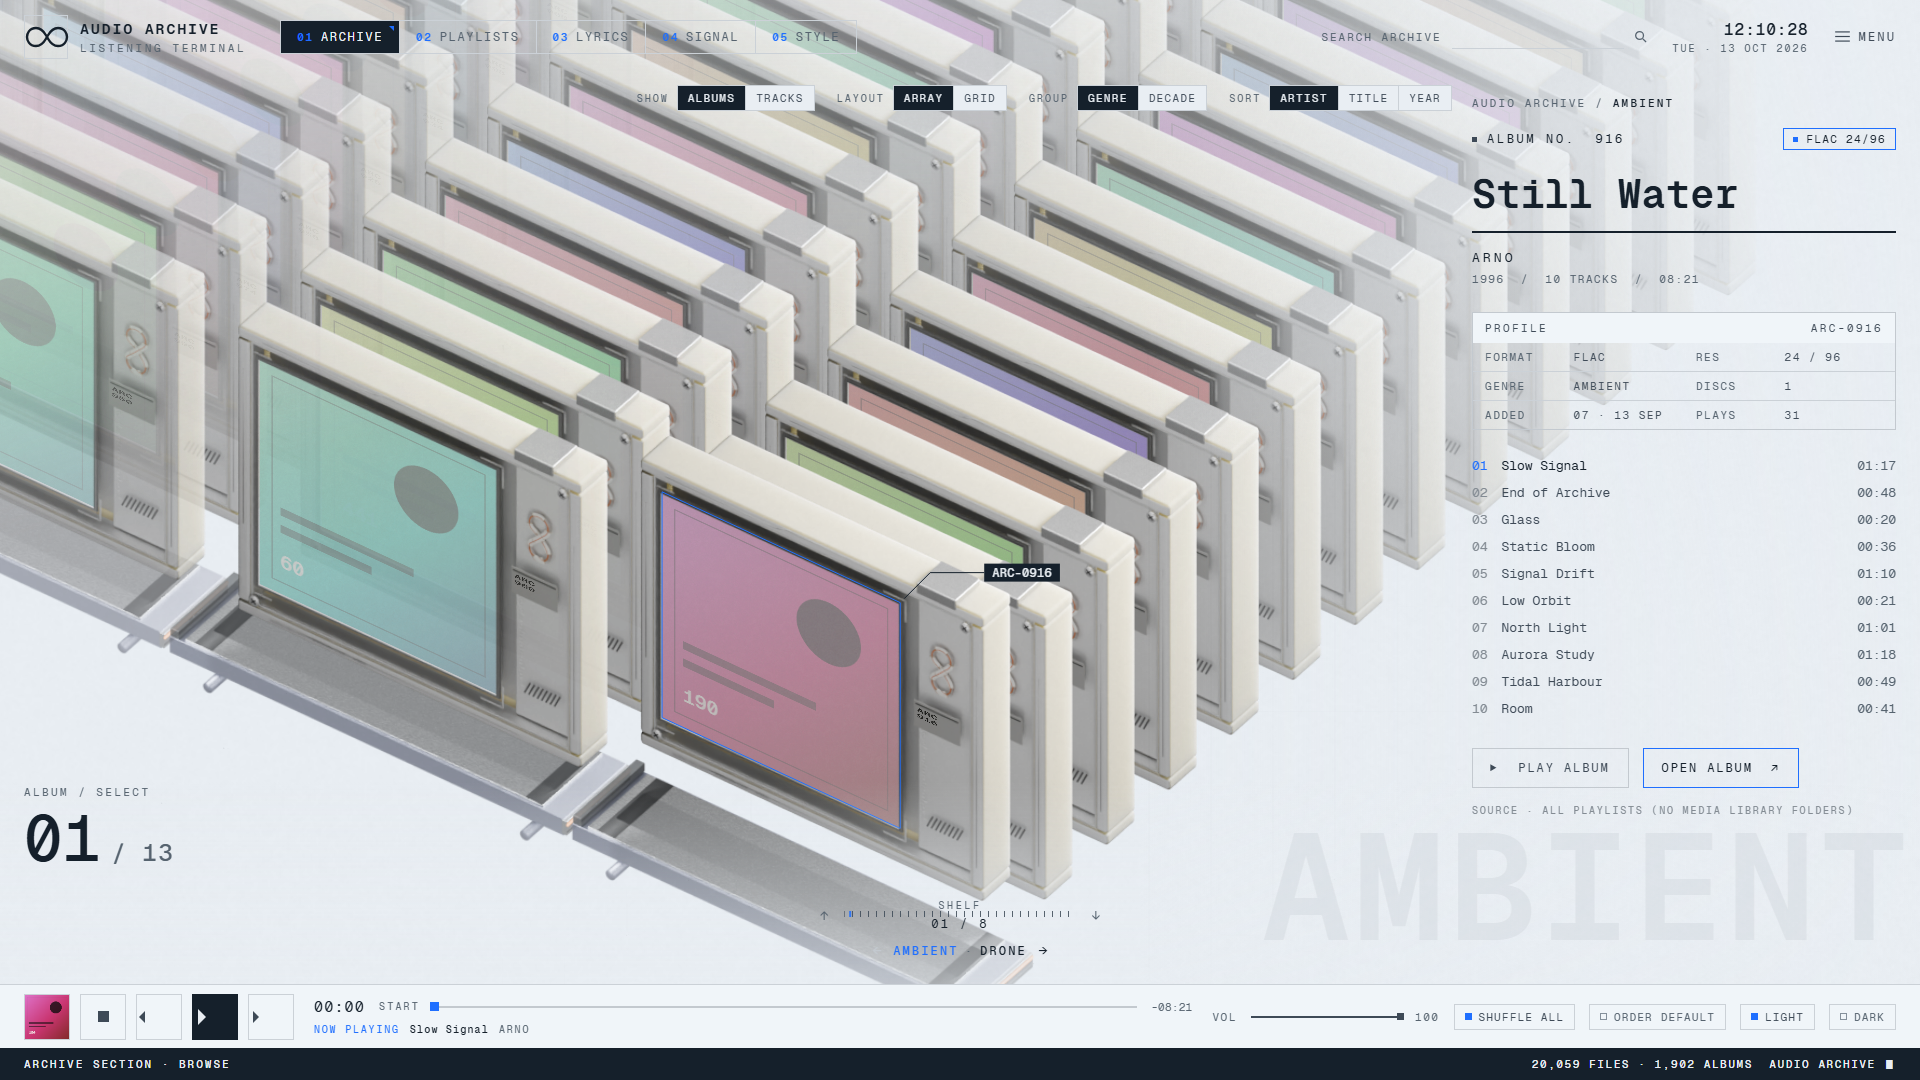 AUDIO ARCHIVE
LISTENING TERMINAL
01 ARCHIVE
02 PLAYLISTS
03 LYRICS
04 SIGNAL
05 STYLE
SEARCH ARCHIVE
12:10:28
TUE · 13 OCT 2026
MENU
SHOW ALBUMS TRACKS LAYOUT ARRAY GRID GROUP GENRE DECADE SORT ARTIST TITLE YEAR
AUDIO ARCHIVE / AMBIENT
ALBUM NO. 916
FLAC 24/96
Still Water
ARNO
1996 / 10 TRACKS / 08:21
PROFILE ARC-0916
FORMAT FLAC RES 24 / 96
GENRE AMBIENT DISCS 1
ADDED 07 · 13 SEP PLAYS 31
01 Slow Signal 01:17
02 End of Archive 00:48
03 Glass 00:20
04 Static Bloom 00:36
05 Signal Drift 01:10
06 Low Orbit 00:21
07 North Light 01:01
08 Aurora Study 01:18
09 Tidal Harbour 00:49
10 Room 00:41
PLAY ALBUM
OPEN ALBUM ↗
SOURCE · ALL PLAYLISTS (NO MEDIA LIBRARY FOLDERS)
AMBIENT
60
ARC-0916
190
ARC
916
ALBUM / SELECT
01 / 13
SHELF
01 / 8
AMBIENT · DRONE →
00:00 START -08:21
NOW PLAYING Slow Signal ARNO
VOL 100
SHUFFLE ALL
ORDER DEFAULT
LIGHT
DARK
ARCHIVE SECTION · BROWSE
20,059 FILES · 1,902 ALBUMS AUDIO ARCHIVE